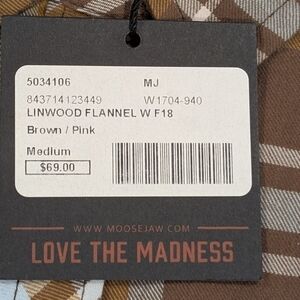 5034106 MJ
843714123449 W1704-940
LINWOOD FLANNEL W F18
Brown / Pink
Medium
$69.00
WWW.MOOSEJAW.COM
LOVE THE MADNESS